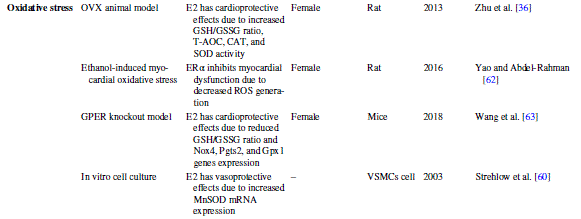 Oxidative stress OVX animal model E2 has cardioprotective Female Rat 2013 Zhu et al. [36]
effects due to increased
GSH/GSSG ratio,
T-AOC, CAT, and
SOD activity
Ethanol-induced myo- ERα inhibits myocardial Female Rat 2016 Yao and Abdel-Rahman
cardial oxidative stress dysfunction due to [62]
decreased ROS genera-
tion
GPER knockout model E2 has cardioprotective Female Mice 2018 Wang et al. [63]
effects due to reduced
GSH/GSSG ratio and
Nox4, Pgts2, and Gpx1
genes expression
In vitro cell culture E2 has vasoprotective – VSMCs cell 2003 Strehlow et al. [60]
effects due to increased
MnSOD mRNA
expression